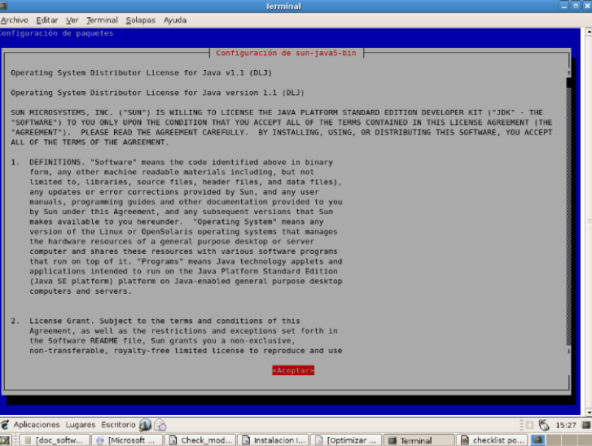 Terminal
Archivo Editar Ver Terminal Solapas Ayuda
Configuración de paquetes
Configuración de sun-java5-bin
Operating System Distributor License for Java v1.1 (DLJ)
Operating System Distributor License for Java version 1.1 (DLJ)
SUN MICROSYSTEMS, INC. ("SUN") IS WILLING TO LICENSE THE JAVA PLATFORM STANDARD EDITION DEVELOPER KIT ("JDK" - THE
"SOFTWARE") TO YOU ONLY UPON THE CONDITION THAT YOU ACCEPT ALL OF THE TERMS CONTAINED IN THIS LICENSE AGREEMENT (THE
"AGREEMENT"). PLEASE READ THE AGREEMENT CAREFULLY. BY INSTALLING, USING, OR DISTRIBUTING THIS SOFTWARE, YOU ACCEPT
ALL OF THE TERMS OF THE AGREEMENT.
1. DEFINITIONS. "Software" means the code identified above in binary
form, any other machine readable materials including, but not
limited to, libraries, source files, header files, and data files),
any updates or error corrections provided by Sun, and any user
manuals, programming guides and other documentation provided to you
by Sun under this Agreement, and any subsequent versions that Sun
makes available to you hereunder. "Operating System" means any
version of the Linux or OpenSolaris operating systems that manages
the hardware resources of a general purpose desktop or server
computer and shares these resources with various software programs
that run on top of it. "Programs" means Java technology applets and
applications intended to run on the Java Platform Standard Edition
(Java SE platform) platform on Java-enabled general purpose desktop
computers and servers.
2. License Grant. Subject to the terms and conditions of this
Agreement, as well as the restrictions and exceptions set forth in
the Software README file, Sun grants you a non-exclusive,
non-transferable, royalty-free limited license to reproduce and use
<Aceptar>
Aplicaciones Lugares Escritorio 15:27
[doc_softw... [Microsoft ... Check_mod... Instalacion I... [Optimizar ... Terminal checklist po...